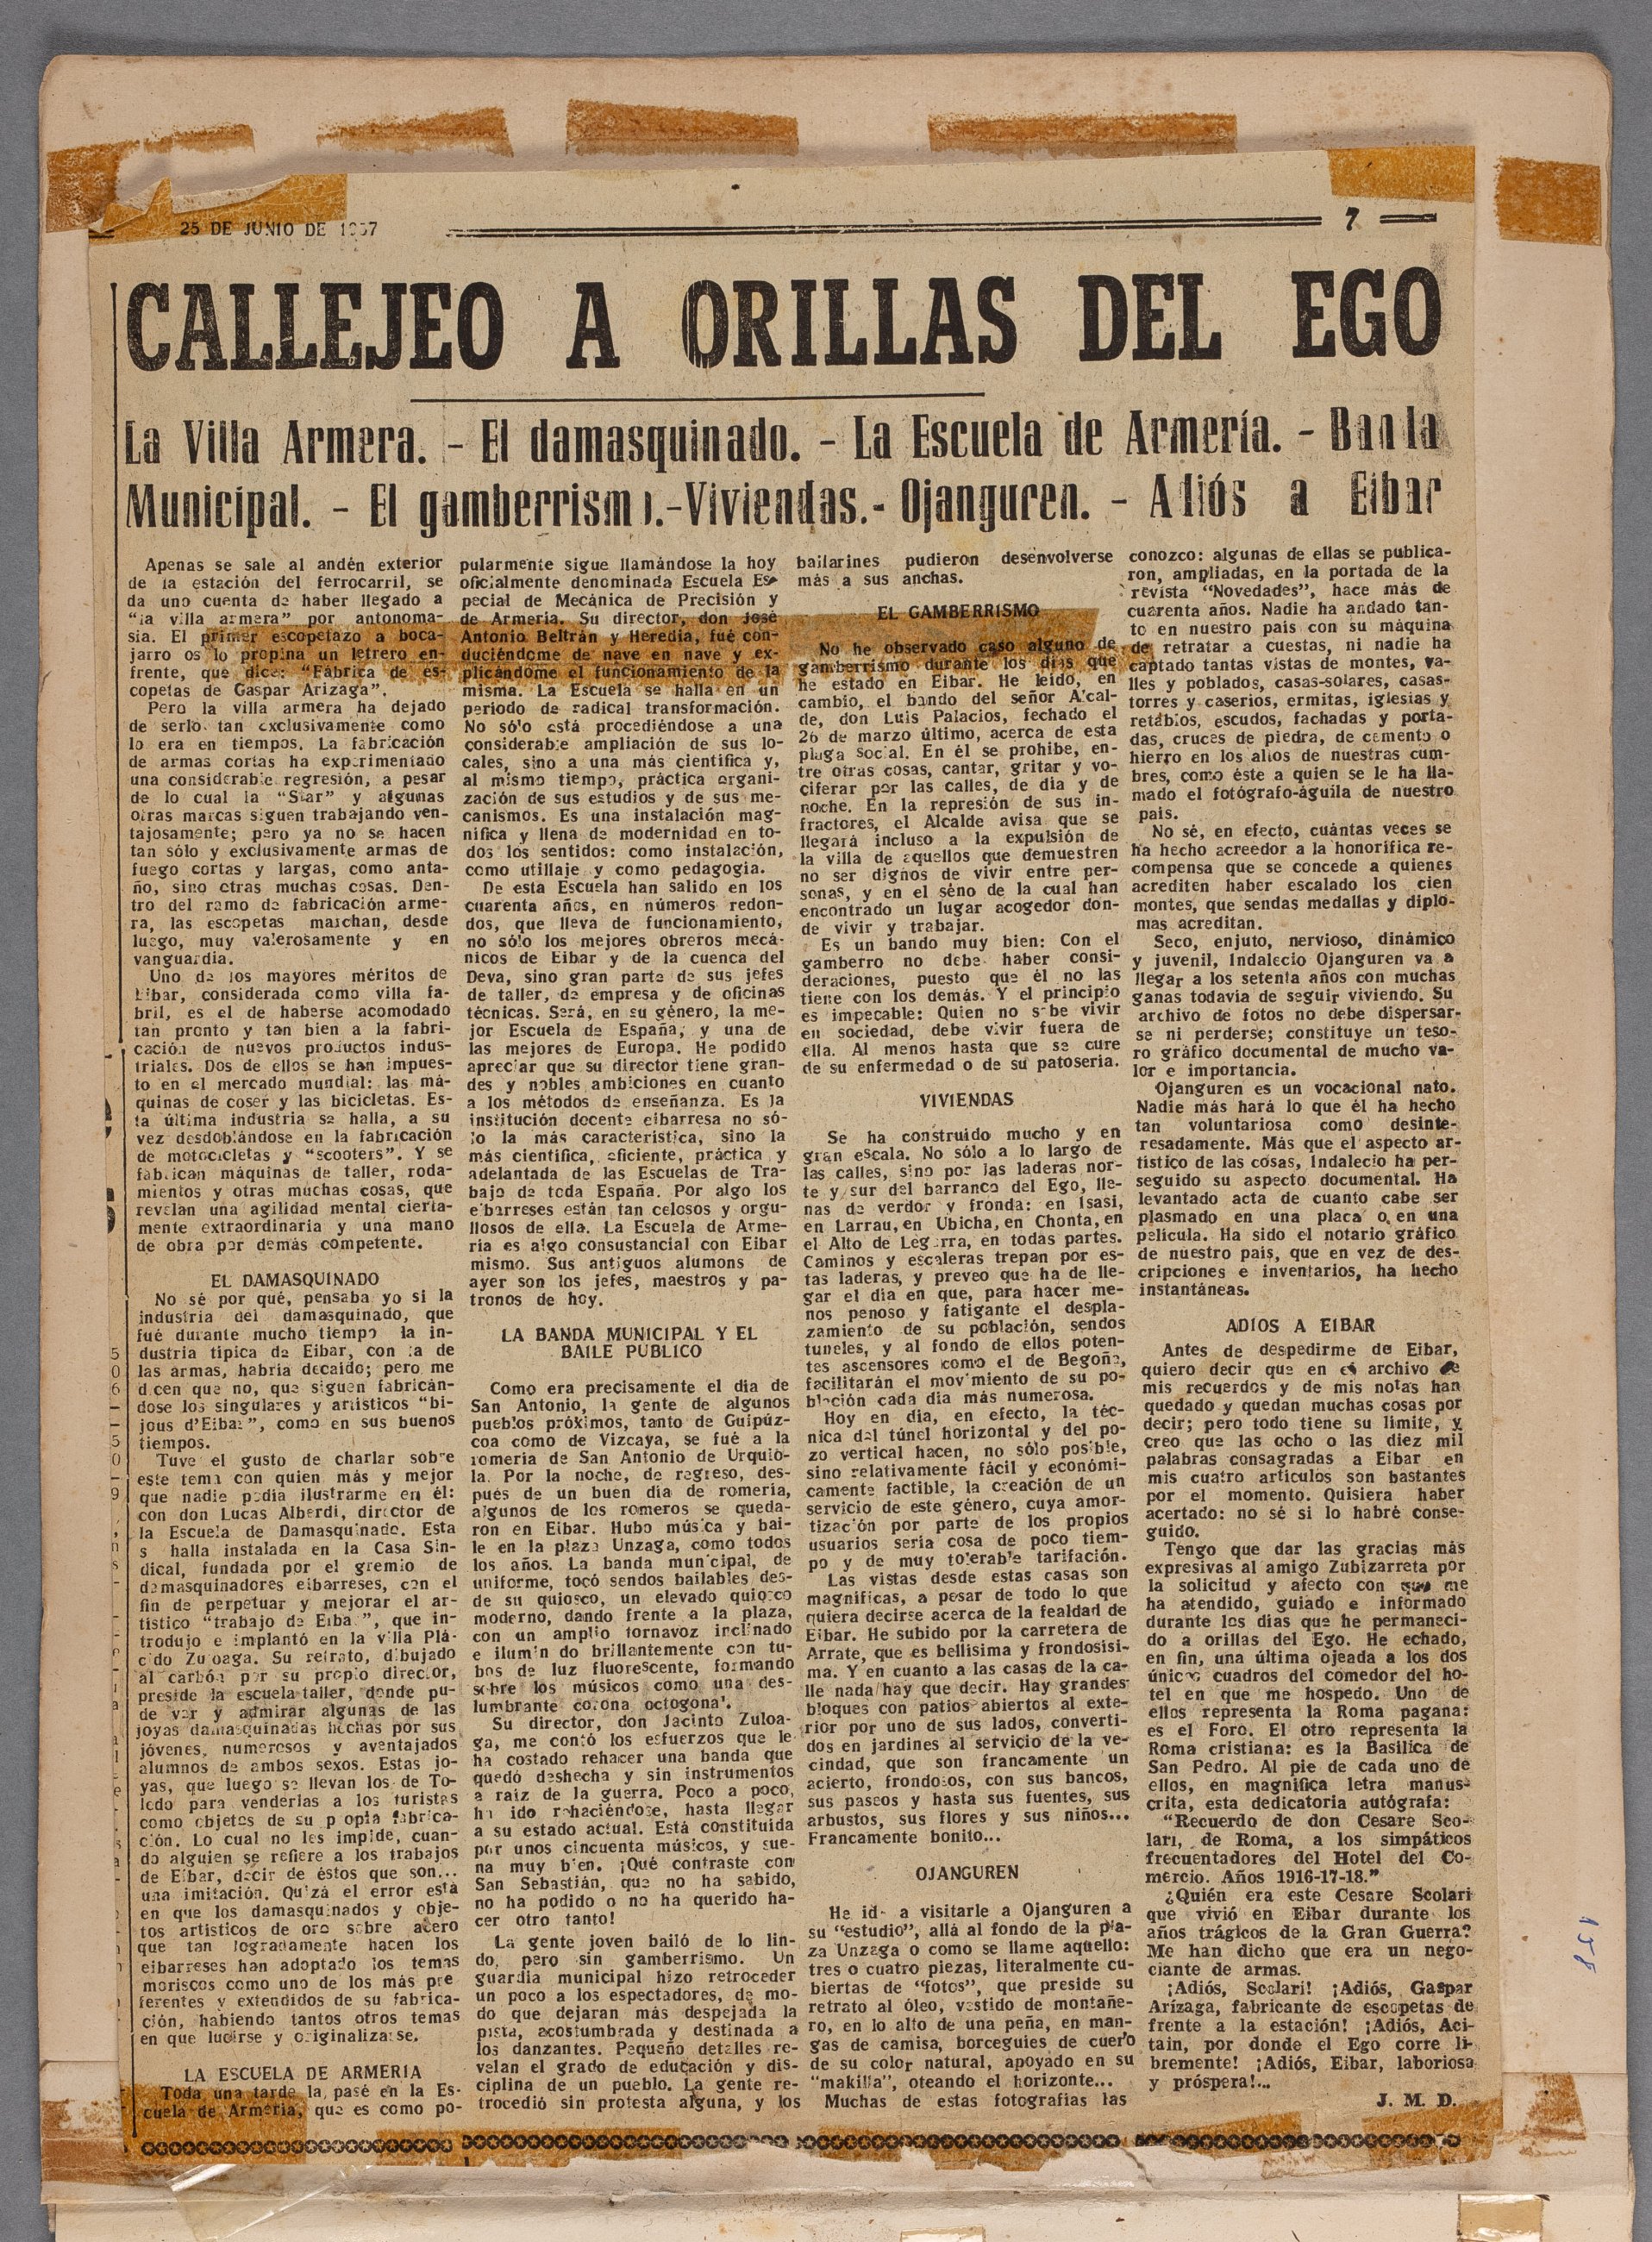 25 DE JUNIO DE 1957
7
CALLEJEO A ORILLAS DEL EGO
La Villa Armera. - El damasquinado. - La Escuela de Armería. - Banda
Municipal. - El gamberrismo.-Viviendas.- Ojanguren. - Adiós a Eibar
Apenas se sale al andén exterior
de la estación del ferrocarril, se
da uno cuenta de haber llegado a
"la villa armera" por antonoma-
sia. El primer escopetazo a boca-
jarro os lo propina un letrero en-
frente, que dice: "Fábrica de es-
copetas de Gaspar Arizaga".
Pero la villa armera ha dejado
de serlo tan exclusivamente como
lo era en tiempos. La fabricación
de armas cortas ha experimentado
una considerable regresión, a pesar
de lo cual la "Star" y algunas
otras marcas siguen trabajando ven-
tajosamente; pero ya no se hacen
tan sólo y exclusivamente armas de
fuego cortas y largas, como anta-
ño, sino otras muchas cosas. Den-
tro del ramo de fabricación arme-
ra, las escopetas marchan, desde
luego, muy valerosamente y en
vanguardia.
Uno de los mayores méritos de
Eibar, considerada como villa fa-
bril, es el de haberse acomodado
tan pronto y tan bien a la fabri-
cación de nuevos productos indus-
triales. Dos de ellos se han impues-
to en el mercado mundial: las má-
quinas de coser y las bicicletas. Es-
ta última industria se halla, a su
vez desdoblándose en la fabricación
de motocicletas y "scooters". Y se
fabrican máquinas de taller, roda-
mientos y otras muchas cosas, que
revelan una agilidad mental cierta-
mente extraordinaria y una mano
de obra por demás competente.
EL DAMASQUINADO
No sé por qué, pensaba yo si la
industria del damasquinado, que
fué durante mucho tiempo la in-
dustria típica de Eibar, con la de
las armas, habría decaído; pero me
dicen que no, que siguen fabricán-
dose los singulares y artísticos "bi-
jous d'Eibar", como en sus buenos
tiempos.
Tuve el gusto de charlar sobre
este tema con quien más y mejor
que nadie podía ilustrarme en él:
con don Lucas Alberdi, director de
la Escuela de Damasquinado. Esta
s halla instalada en la Casa Sin-
dical, fundada por el gremio de
damasquinadores eibarreses, con el
fin de perpetuar y mejorar el ar-
tístico "trabajo de Eibar", que in-
trodujo e implantó en la villa Plá-
cido Zuloaga. Su retrato, dibujado
al carbón por su propio director,
preside la escuela-taller, donde pu-
de ver y admirar algunas de las
joyas damasquinadas hechas por sus
jóvenes, numerosos y aventajados
alumnos de ambos sexos. Estas jo-
yas, que luego se llevan los de To-
ledo para venderlas a los turistas
como objetos de su propia fabrica-
ción. Lo cual no les impide, cuan-
do alguien se refiere a los trabajos
de Eibar, decir de éstos que son...
una imitación. Quizá el error está
en que los damasquinados y obje-
tos artísticos de oro sobre acero
que tan logradamente hacen los
eibarreses han adoptado los temas
moriscos como uno de los más pre
ferentes y extendidos de su fabrica-
ción, habiendo tantos otros temas
en que lucirse y originalizarse.
LA ESCUELA DE ARMERIA
Toda una tarde la pasé en la Es-
cuela de Armería, que es como po-
pularmente sigue llamándose la hoy
oficialmente denominada Escuela Es-
pecial de Mecánica de Precisión y
de Armería. Su director, don José
Antonio Beltrán y Heredia, fué con-
duciéndome de nave en nave y ex-
plicándome el funcionamiento de la
misma. La Escuela se halla en un
periodo de radical transformación.
No sólo está procediéndose a una
considerable ampliación de sus lo-
cales, sino a una más científica y,
al mismo tiempo, práctica organi-
zación de sus estudios y de sus me-
canismos. Es una instalación mag-
nífica y llena de modernidad en to-
dos los sentidos: como instalación,
como utillaje y como pedagogía.
De esta Escuela han salido en los
cuarenta años, en números redon-
dos, que lleva de funcionamiento,
no sólo los mejores obreros mecá-
nicos de Eibar y de la cuenca del
Deva, sino gran parte de sus jefes
de taller, de empresa y de oficinas
técnicas. Será, en su género, la me-
jor Escuela de España, y una de
las mejores de Europa. He podido
apreciar que su director tiene gran-
des y nobles ambiciones en cuanto
a los métodos de enseñanza. Es la
institución docente eibarresa no só-
lo la más característica, sino la
más científica, eficiente, práctica y
adelantada de las Escuelas de Tra-
bajo de toda España. Por algo los
eibarreses están tan celosos y orgu-
llosos de ella. La Escuela de Arme-
ría es algo consustancial con Eibar
mismo. Sus antiguos alumons de
ayer son los jefes, maestros y pa-
tronos de hoy.
LA BANDA MUNICIPAL Y EL
BAILE PUBLICO
Como era precisamente el día de
San Antonio, la gente de algunos
pueblos próximos, tanto de Guipúz-
coa como de Vizcaya, se fué a la
romería de San Antonio de Urquio-
la. Por la noche, de regreso, des-
pués de un buen día de romería,
algunos de los romeros se queda-
ron en Eibar. Hubo música y bai-
le en la plaza Unzaga, como todos
los años. La banda municipal, de
uniforme, tocó sendos bailables des-
de su quiosco, un elevado quiosco
moderno, dando frente a la plaza,
con un amplio tornavoz inclinado
e ilumin do brillantemente con tu-
bos de luz fluorescente, formando
sobre los músicos como una des-
lumbrante corona octogonal.
Su director, don Jacinto Zuloa-
ga, me contó los esfuerzos que le
ha costado rehacer una banda que
quedó deshecha y sin instrumentos
a raíz de la guerra. Poco a poco,
ha ido rehaciéndose, hasta llegar
a su estado actual. Está constituida
por unos cincuenta músicos, y sue-
na muy bien. ¡Qué contraste con
San Sebastián, que no ha sabido,
no ha podido o no ha querido ha-
cer otro tanto!
La gente joven bailó de lo lin-
do, pero sin gamberrismo. Un
guardia municipal hizo retroceder
un poco a los espectadores, de mo-
do que dejaran más despejada la
pista, acostumbrada y destinada a
los danzantes. Pequeño detalles re-
velan el grado de educación y dis-
ciplina de un pueblo. La gente re-
trocedió sin protesta alguna, y los
bailarines pudieron desenvolverse
más a sus anchas.
EL GAMBERRISMO
No he observado caso alguno de
gamberrismo durante los días que
he estado en Eibar. He leído, en
cambio, el bando del señor Alcal-
de, don Luis Palacios, fechado el
26 de marzo último, acerca de esta
plaga social. En él se prohibe, en-
tre otras cosas, cantar, gritar y vo-
ciferar por las calles, de día y de
noche. En la represión de sus in-
fractores, el Alcalde avisa que se
llegará incluso a la expulsión de
la villa de aquellos que demuestren
no ser dignos de vivir entre per-
sonas, y en el seno de la cual han
encontrado un lugar acogedor don-
de vivir y trabajar.
Es un bando muy bien: Con el
gamberro no debe haber consi-
deraciones, puesto que él no las
tiene con los demás. Y el principio
es impecable: Quien no sabe vivir
en sociedad, debe vivir fuera de
ella. Al menos hasta que se cure
de su enfermedad o de su patosería.
VIVIENDAS
Se ha construído mucho y en
gran escala. No sólo a lo largo de
las calles, sino por las laderas nor-
te y sur del barranco del Ego, lle-
nas de verdor y fronda: en Isasi,
en Larrau, en Ubicha, en Chonta, en
el Alto de Legarra, en todas partes.
Caminos y escaleras trepan por es-
tas laderas, y preveo que ha de lle-
gar el día en que, para hacer me-
nos penoso y fatigante el despla-
zamiento de su población, sendos
tuneles, y al fondo de ellos poten-
tes ascensores como el de Begoña,
facilitarán el movimiento de su po-
blación cada día más numerosa.
Hoy en día, en efecto, la téc-
nica del túnel horizontal y del po-
zo vertical hacen, no sólo posible,
sino relativamente fácil y económi-
camente factible, la creación de un
servicio de este género, cuya amor-
tización por parte de los propios
usuarios sería cosa de poco tiem-
po y de muy tolerable tarifación.
Las vistas desde estas casas son
magníficas, a pesar de todo lo que
quiera decirse acerca de la fealdad de
Eibar. He subido por la carretera de
Arrate, que es bellísima y frondosísi-
ma. Y en cuanto a las casas de la ca-
lle nada hay que decir. Hay grandes
bloques con patios abiertos al exte-
rior por uno de sus lados, converti-
dos en jardines al servicio de la ve-
cindad, que son francamente un
acierto, frondosos, con sus bancos,
sus paseos y hasta sus fuentes, sus
arbustos, sus flores y sus niños...
Francamente bonito...
OJANGUREN
He id a visitarle a Ojanguren a
su "estudio", allá al fondo de la pla-
za Unzaga o como se llame aquello:
tres o cuatro piezas, literalmente cu-
biertas de "fotos", que preside su
retrato al óleo, vestido de montañe-
ro, en lo alto de una peña, en man-
gas de camisa, borceguíes de cuero
de su color natural, apoyado en su
"makilla", oteando el horizonte...
Muchas de estas fotografías las
conozco: algunas de ellas se publica-
ron, ampliadas, en la portada de la
revista "Novedades", hace más de
cuarenta años. Nadie ha andado tan-
to en nuestro país con su máquina
de retratar a cuestas, ni nadie ha
captado tantas vistas de montes, va-
lles y poblados, casas-solares, casas-
torres y caseríos, ermitas, iglesias y
retablos, escudos, fachadas y porta-
das, cruces de piedra, de cemento o
hierro en los altos de nuestras cum-
bres, como éste a quien se le ha lla-
mado el fotógrafo-águila de nuestro
país.
No sé, en efecto, cuántas veces se
ha hecho acreedor a la honorífica re-
compensa que se concede a quienes
acrediten haber escalado los cien
montes, que sendas medallas y diplo-
mas acreditan.
Seco, enjuto, nervioso, dinámico
y juvenil, Indalecio Ojanguren va a
llegar a los setenta años con muchas
ganas todavía de seguir viviendo. Su
archivo de fotos no debe dispersar-
se ni perderse; constituye un teso-
ro gráfico documental de mucho va-
lor e importancia.
Ojanguren es un vocacional nato.
Nadie más hará lo que él ha hecho
tan voluntariosa como desinte-
resadamente. Más que el aspecto ar-
tístico de las cosas, Indalecio ha per-
seguido su aspecto documental. Ha
levantado acta de cuanto cabe ser
plasmado en una placa o en una
película. Ha sido el notario gráfico
de nuestro país, que en vez de des-
cripciones e inventarios, ha hecho
instantáneas.
ADIOS A EIBAR
Antes de despedirme de Eibar,
quiero decir que en el archivo de
mis recuerdos y de mis notas han
quedado y quedan muchas cosas por
decir; pero todo tiene su límite, y
creo que las ocho o las diez mil
palabras consagradas a Eibar en
mis cuatro artículos son bastantes
por el momento. Quisiera haber
acertado: no sé si lo habré conse-
guido.
Tengo que dar las gracias más
expresivas al amigo Zubizarreta por
la solicitud y afecto con que me
ha atendido, guiado e informado
durante los días que he permaneci-
do a orillas del Ego. He echado,
en fin, una última ojeada a los dos
únicos cuadros del comedor del ho-
tel en que me hospedo. Uno de
ellos representa la Roma pagana:
es el Foro. El otro representa la
Roma cristiana: es la Basílica de
San Pedro. Al pie de cada uno de
ellos, en magnífica letra manus-
crita, esta dedicatoria autógrafa:
"Recuerdo de don Cesare Sco-
lari, de Roma, a los simpáticos
frecuentadores del Hotel del Co-
mercio. Años 1916-17-18."
¿Quién era este Cesare Scolari
que vivió en Eibar durante los
años trágicos de la Gran Guerra?
Me han dicho que era un nego-
ciante de armas.
¡Adiós, Scolari! ¡Adiós, Gaspar
Arízaga, fabricante de escopetas de
frente a la estación! ¡Adiós, Aci-
tain, por donde el Ego corre li-
bremente! ¡Adiós, Eibar, laboriosa
y próspera!...
J. M. D.
158